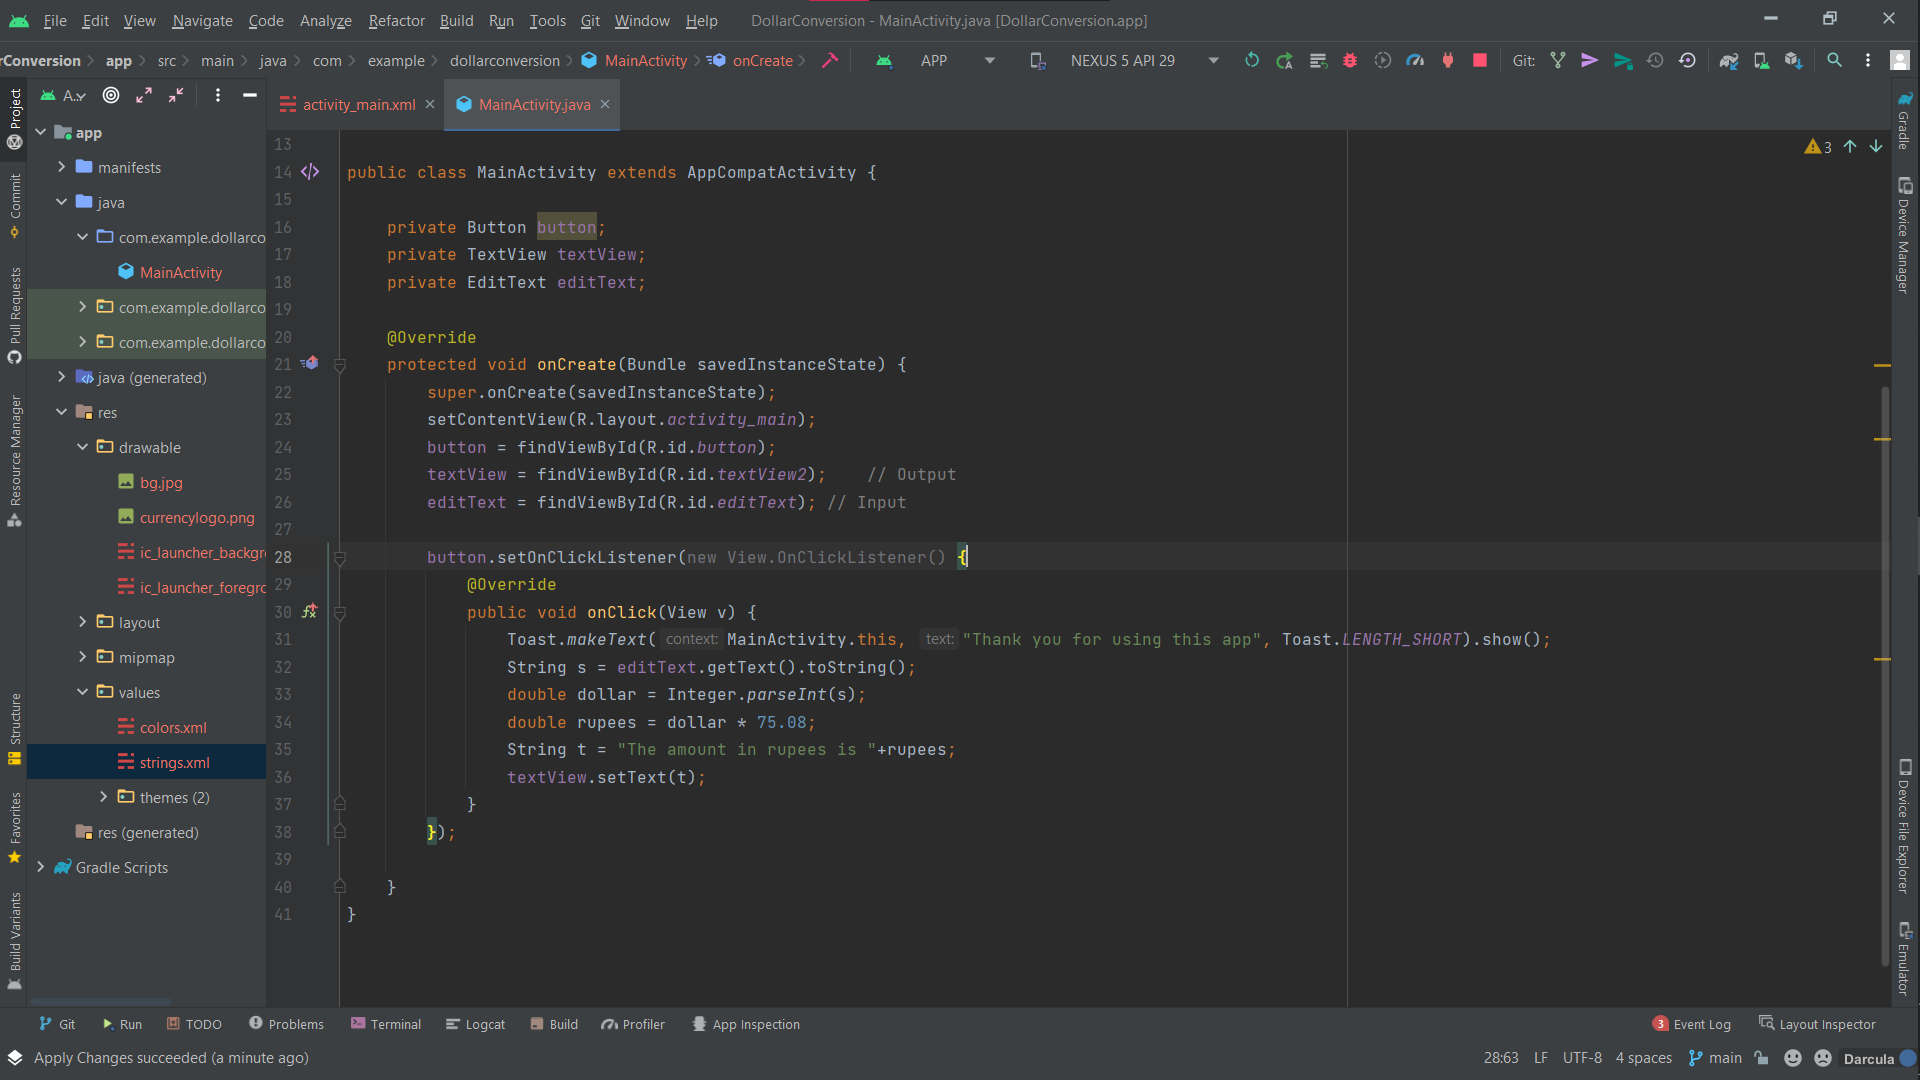 File Edit View Navigate Code Analyze Refactor Build Run Tools Git Window Help DollarConversion - MainActivity.java [DollarConversion.app]
rConversion app src main java com example dollarconversion MainActivity onCreate APP NEXUS 5 API 29 Git:
A..
activity_main.xml MainActivity.java
Project
Commit
Pull Requests
Resource Manager
Structure
Favorites
Build Variants
app
manifests
java
com.example.dollarco
MainActivity
com.example.dollarco
com.example.dollarco
java (generated)
res
drawable
bg.jpg
currencylogo.png
ic_launcher_backgr
ic_launcher_foregr
layout
mipmap
values
colors.xml
strings.xml
themes (2)
res (generated)
Gradle Scripts
3
13
14 public class MainActivity extends AppCompatActivity {
15
16 private Button button;
17 private TextView textView;
18 private EditText editText;
19
20 @Override
21 protected void onCreate(Bundle savedInstanceState) {
22 super.onCreate(savedInstanceState);
23 setContentView(R.layout.activity_main);
24 button = findViewById(R.id.button);
25 textView = findViewById(R.id.textView2); // Output
26 editText = findViewById(R.id.editText); // Input
27
28 button.setOnClickListener(new View.OnClickListener() {
29 @Override
30 public void onClick(View v) {
31 Toast.makeText( context: MainActivity.this, text: "Thank you for using this app", Toast.LENGTH_SHORT).show();
32 String s = editText.getText().toString();
33 double dollar = Integer.parseInt(s);
34 double rupees = dollar * 75.08;
35 String t = "The amount in rupees is "+rupees;
36 textView.setText(t);
37 }
38 });
39
40 }
41 }
Gradle
Device Manager
Device File Explorer
Emulator
Git Run TODO Problems Terminal Logcat Build Profiler App Inspection 3 Event Log Layout Inspector
Apply Changes succeeded (a minute ago) 28:63 LF UTF-8 4 spaces main Darcula